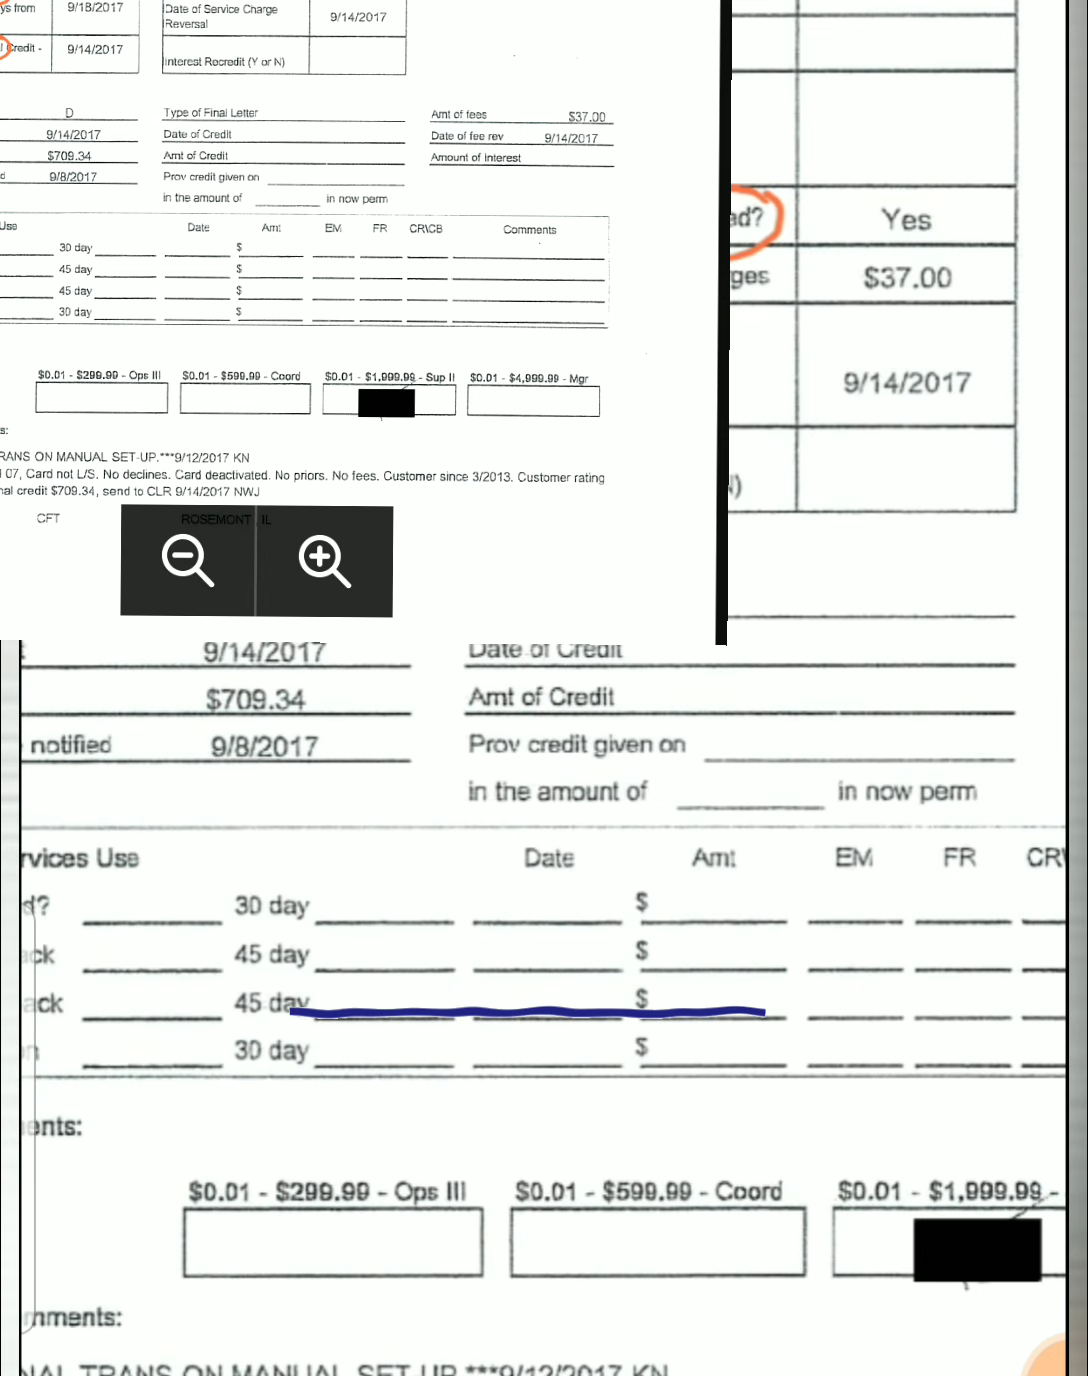 ys from 9/18/2017 Date of Service Charge Reversal 9/14/2017
Credit - 9/14/2017 Interest Recredit (Y or N)
D Type of Final Letter Amt of fees $37.00
9/14/2017 Date of Credit Date of fee rev 9/14/2017
$709.34 Amt of Credit Amount of Interest
d 9/8/2017 Prov credit given on
in the amount of in now perm
Use Date Amt EM FR CR\CB Comments
30 day $
45 day $
45 day $
30 day $
$0.01 - $299.99 - Ops III $0.01 - $599.99 - Coord $0.01 - $1,999.99 - Sup II $0.01 - $4,999.99 - Mgr
s:
RANS ON MANUAL SET-UP.***9/12/2017 KN
07, Card not L/S. No declines. Card deactivated. No priors. No fees. Customer since 3/2013. Customer rating
nal credit $709.34, send to CLR 9/14/2017 NWJ
CFT ROSEMONT IL
ed? Yes
ges $37.00
9/14/2017
N)
9/14/2017 Date of Credit
$709.34 Amt of Credit
notified 9/8/2017 Prov credit given on
in the amount of in now perm
rvices Use Date Amt EM FR CR\
d? 30 day $
ck 45 day $
ack 45 day $
n 30 day $
ents:
$0.01 - $299.99 - Ops III $0.01 - $599.99 - Coord $0.01 - $1,999.99 -
mments:
NAL TRANS ON MANUAL SET-UP.***9/12/2017 KN